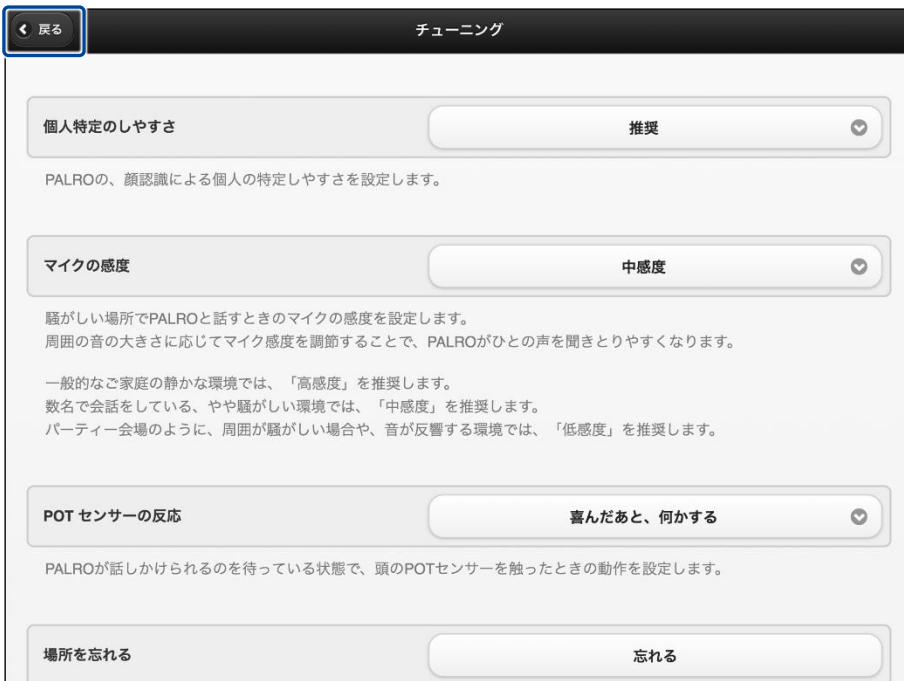 戻る
チューニング
個人特定のしやすさ
推奨
PALROの、顔認識による個人の特定しやすさを設定します。
マイクの感度
中感度
騒がしい場所でPALROと話すときのマイクの感度を設定します。
周囲の音の大きさに応じてマイク感度を調節することで、PALROがひとの声を聞きとりやすくなります。
一般的なご家庭の静かな環境では、「高感度」を推奨します。
数名で会話をしている、やや騒がしい環境では、「中感度」を推奨します。
パーティー会場のように、周囲が騒がしい場合や、音が反響する環境では、「低感度」を推奨します。
POT センサーの反応
喜んだあと、何かする
PALROが話しかけられるのを待っている状態で、頭のPOTセンサーを触ったときの動作を設定します。
場所を忘れる
忘れる